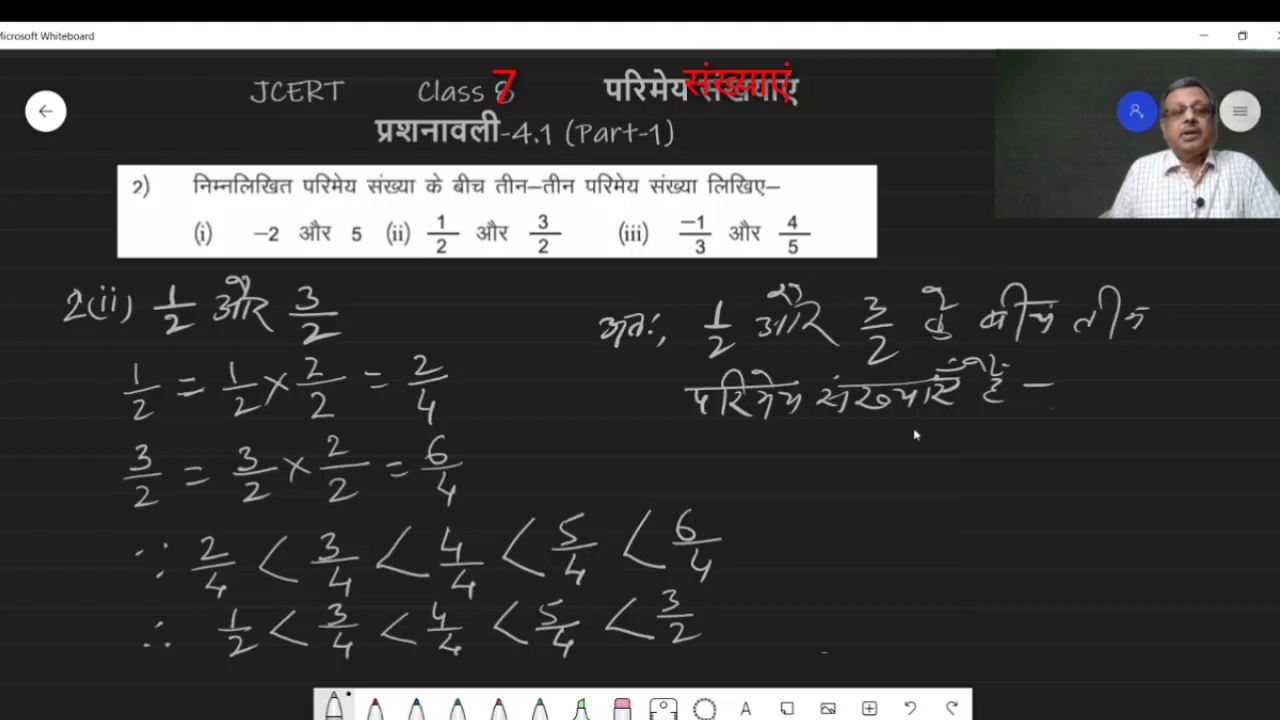 Microsoft Whiteboard
JCERT Class 8 7 परिमेय संख्याएं संख्याएं
प्रशनावली-4.1 (Part-1)
2) निम्नलिखित परिमेय संख्या के बीच तीन–तीन परिमेय संख्या लिखिए–
(i) -2 और 5 (ii) 1/2 और 3/2 (iii) -1/3 और 4/5
2(ii) 1/2 और 3/2
1/2 = 1/2 × 2/2 = 2/4
3/2 = 3/2 × 2/2 = 6/4
∵ 2/4 < 3/4 < 4/4 < 5/4 < 6/4
∴ 1/2 < 3/4 < 4/4 < 5/4 < 3/2
अतः, 1/2 और 3/2 के बीच तीन
परिमेय संख्याएँ हैं —
A